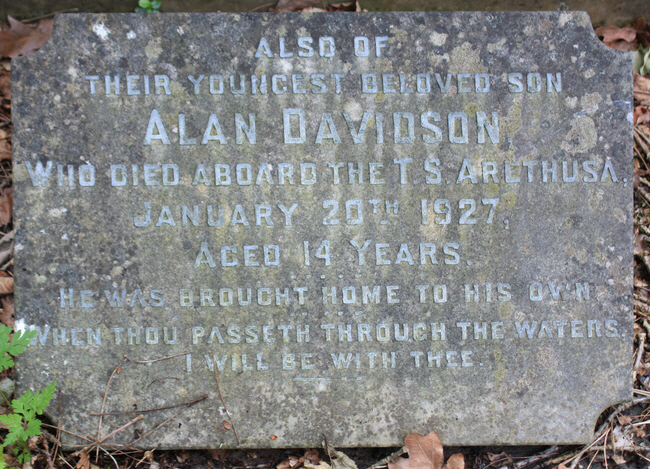 ALSO OF
THEIR YOUNGEST BELOVED SON
ALAN DAVIDSON,
WHO DIED ABOARD THE T.S. ARETHUSA.
JANUARY 20TH 1927,
AGED 14 YEARS.
HE WAS BROUGHT HOME TO HIS OWN
WHEN THOU PASSETH THROUGH THE WATERS,
I WILL BE WITH THEE.